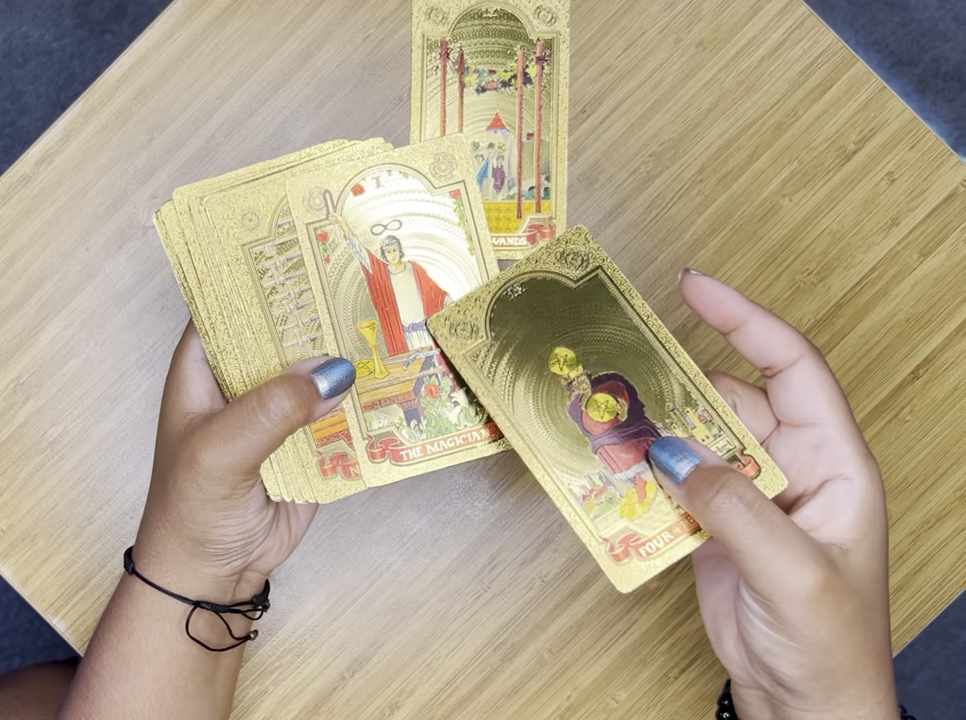 WANDS
I
THE MAGICIAN
FOUR
N